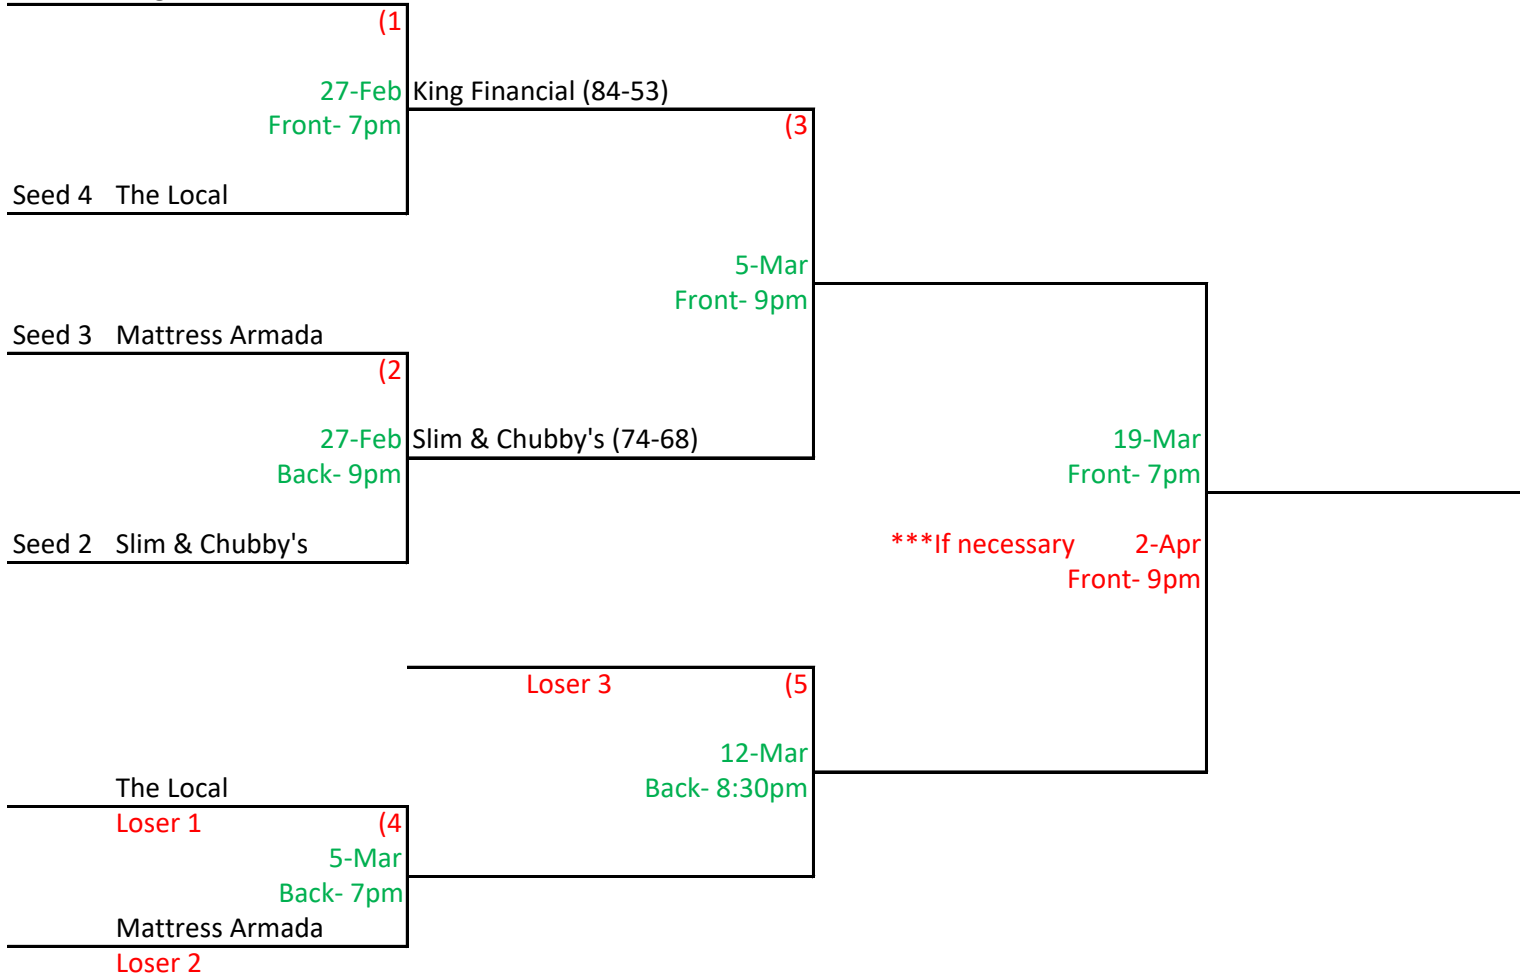 (1
27-Feb King Financial (84-53)
Front- 7pm (3
Seed 4 The Local
5-Mar
Front- 9pm
Seed 3 Mattress Armada
(2
27-Feb Slim & Chubby's (74-68) 19-Mar
Back- 9pm Front- 7pm
Seed 2 Slim & Chubby's ***If necessary 2-Apr
Front- 9pm
Loser 3 (5
12-Mar
The Local Back- 8:30pm
Loser 1 (4
5-Mar
Back- 7pm
Mattress Armada
Loser 2